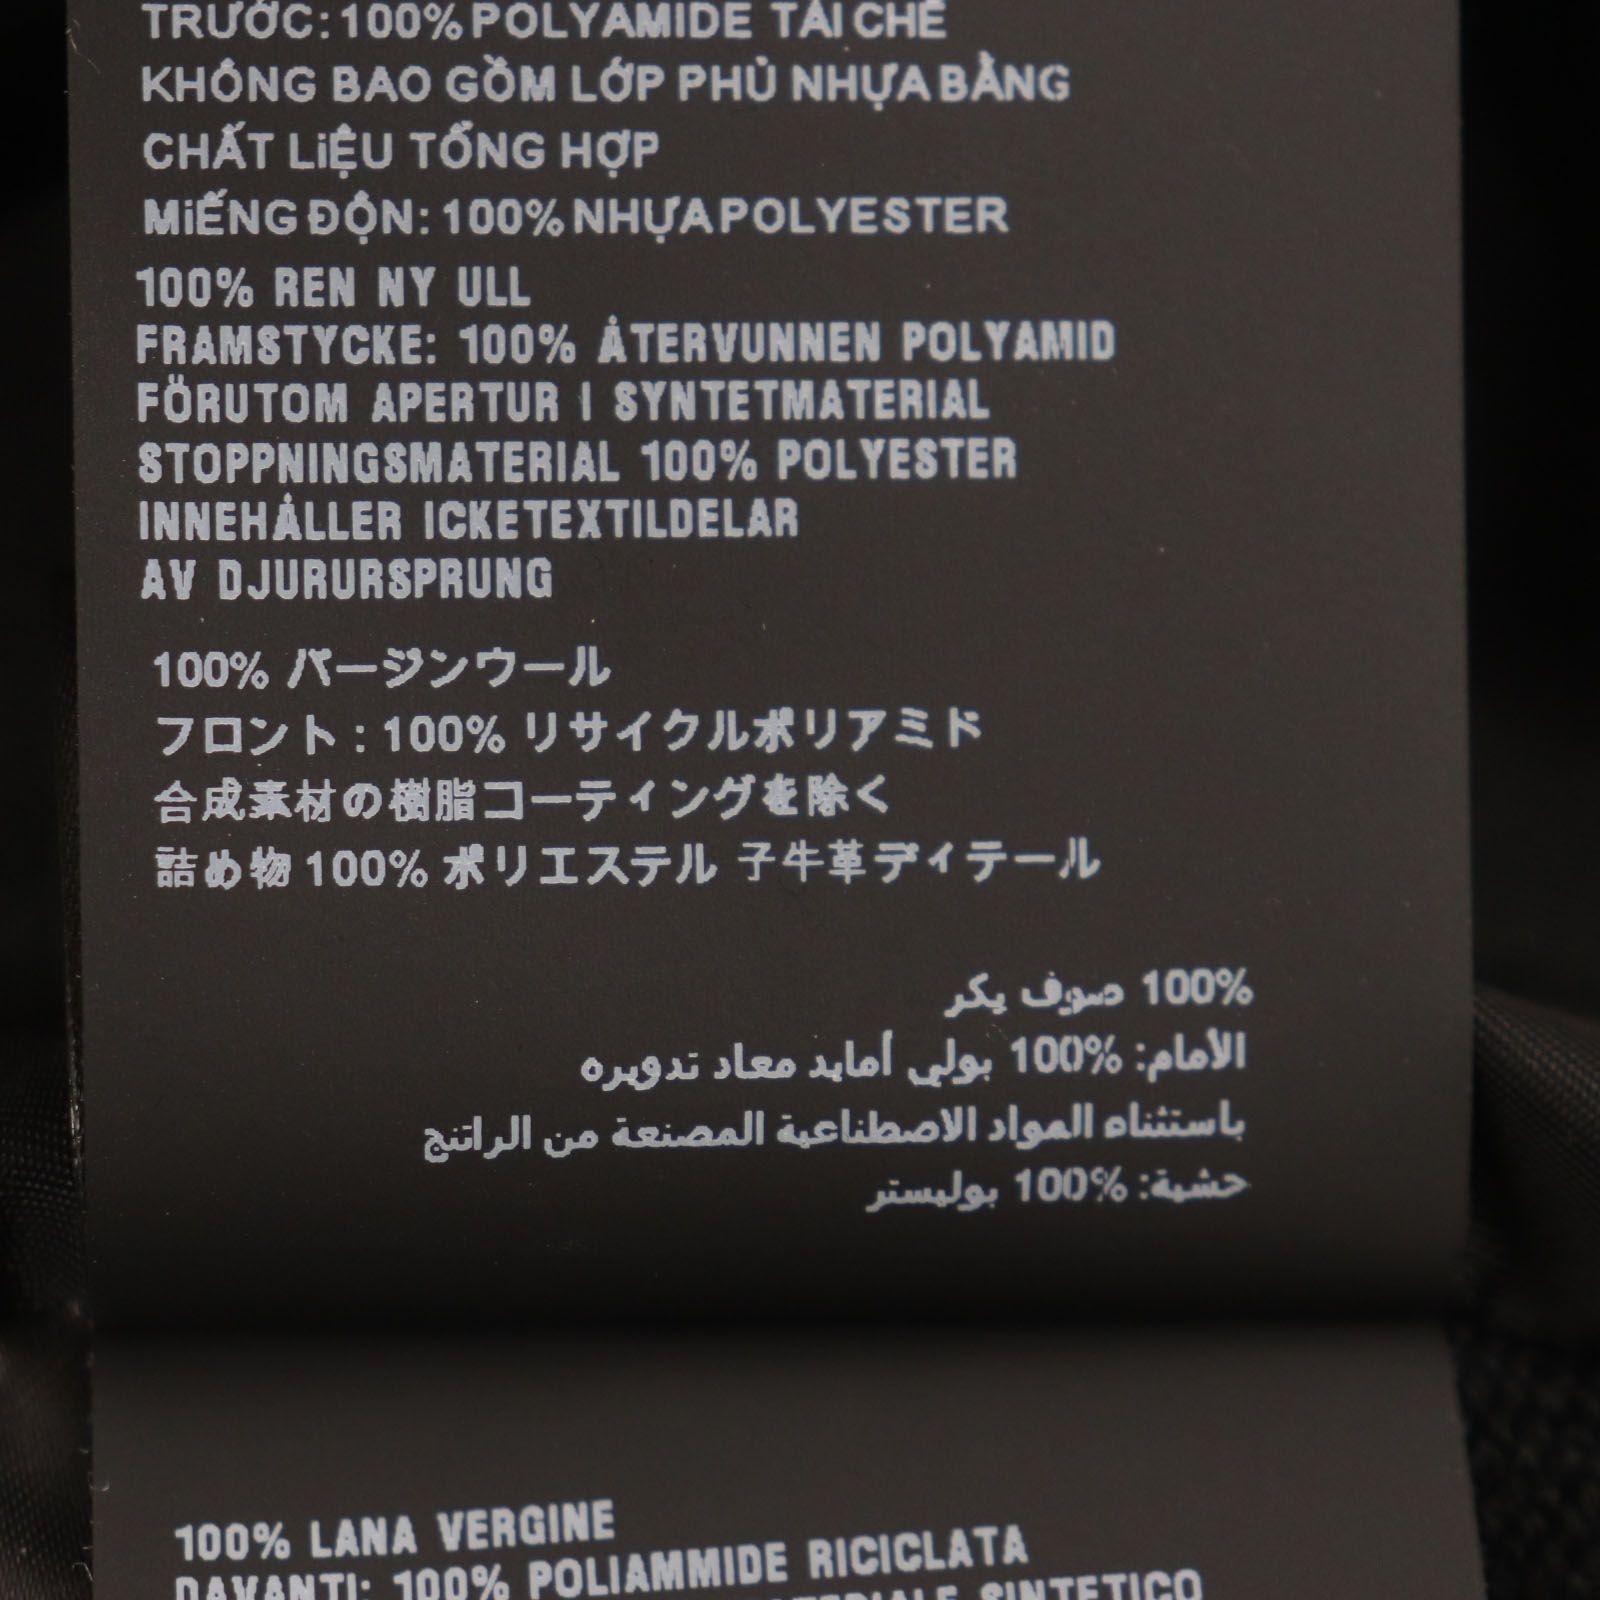 TRƯỚC: 100% POLYAMIDE TÁI CHẾ
KHÔNG BAO GỒM LỚP PHỦ NHỰA BẰNG
CHẤT LiỆU TỔNG HỢP
MiẾNG ĐỘN: 100% NHỰA POLYESTER
100% REN NY ULL
FRAMSTYCKE: 100% ÅTERVUNNEN POLYAMID
FÖRUTOM APERTUR I SYNTETMATERIAL
STOPPNINGSMATERIAL 100% POLYESTER
INNEHÅLLER ICKETEXTILDELAR
AV DJURURSPRUNG
100% バージンウール
フロント : 100% リサイクルポリアミド
合成素材の樹脂コーティングを除く
詰め物 100% ポリエステル 子牛革ディテール
100% صوف يكر
الأمام: 100% بولي أمايد معاد تدويره
باستثناء المواد الاصطناعية المصنعة من الراتنج
حشية: 100% بوليستر
100% LANA VERGINE
DAVANTI: 100% POLIAMMIDE RICICLATA
MATERIALE SINTETICO